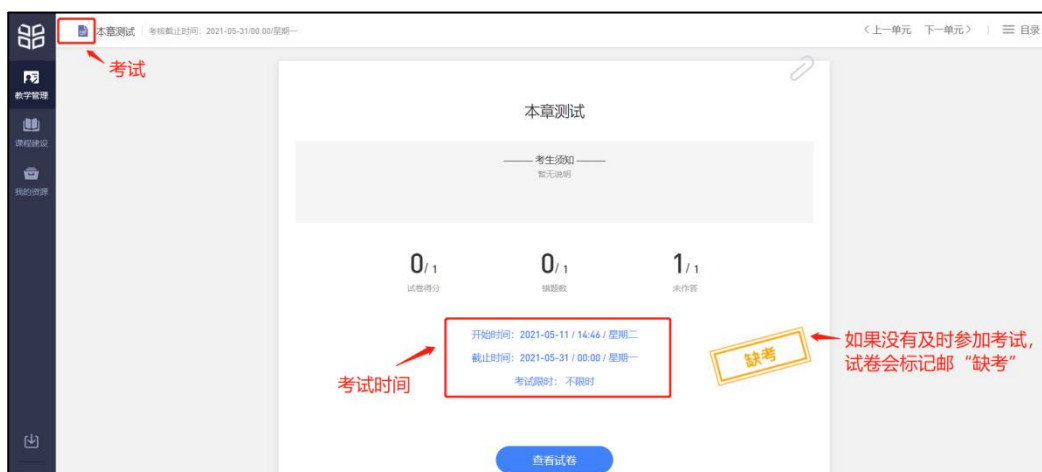 本章测试 考核截止时间：2021-05-31/00:00/星期一
上一单元 下一单元 目录
考试
教学管理
课程建设
我的资源
本章测试
考生须知
暂无说明
0/ 1
0/ 1
1/ 1
试卷得分
错题数
未作答
开始时间：2021-05-11 / 14:46 / 星期二
截止时间：2021-05-31 / 00:00 / 星期一
考试限时： 不限时
考试时间
缺考
如果没有及时参加考试，
试卷会标记邮“缺考”
查看试卷